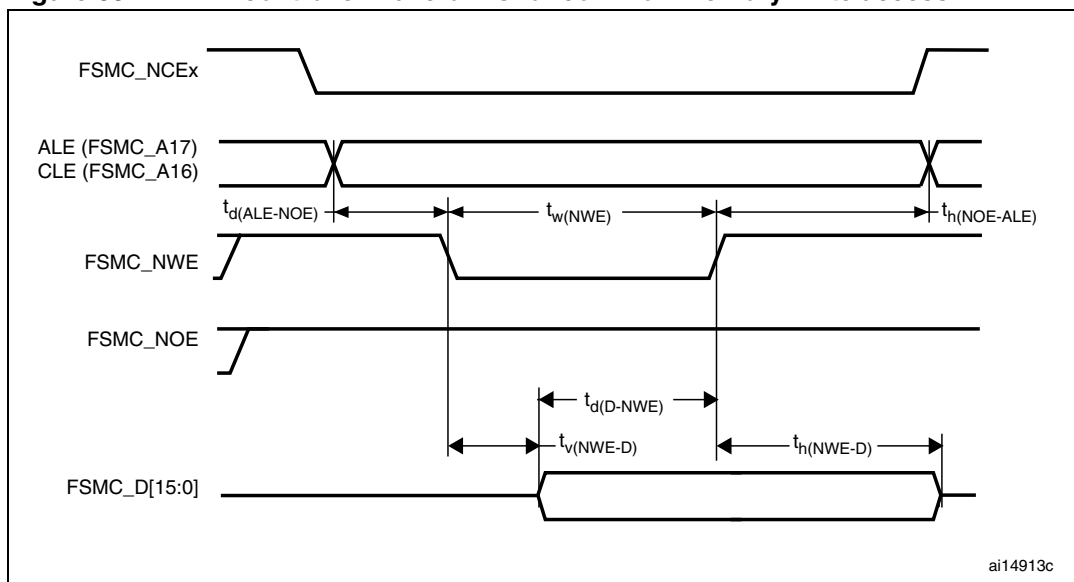 FSMC_NCEx
ALE (FSMC_A17)
CLE (FSMC_A16)
td(ALE-NOE)
tw(NWE)
th(NOE-ALE)
FSMC_NWE
FSMC_NOE
td(D-NWE)
tv(NWE-D)
th(NWE-D)
FSMC_D[15:0]
ai14913c